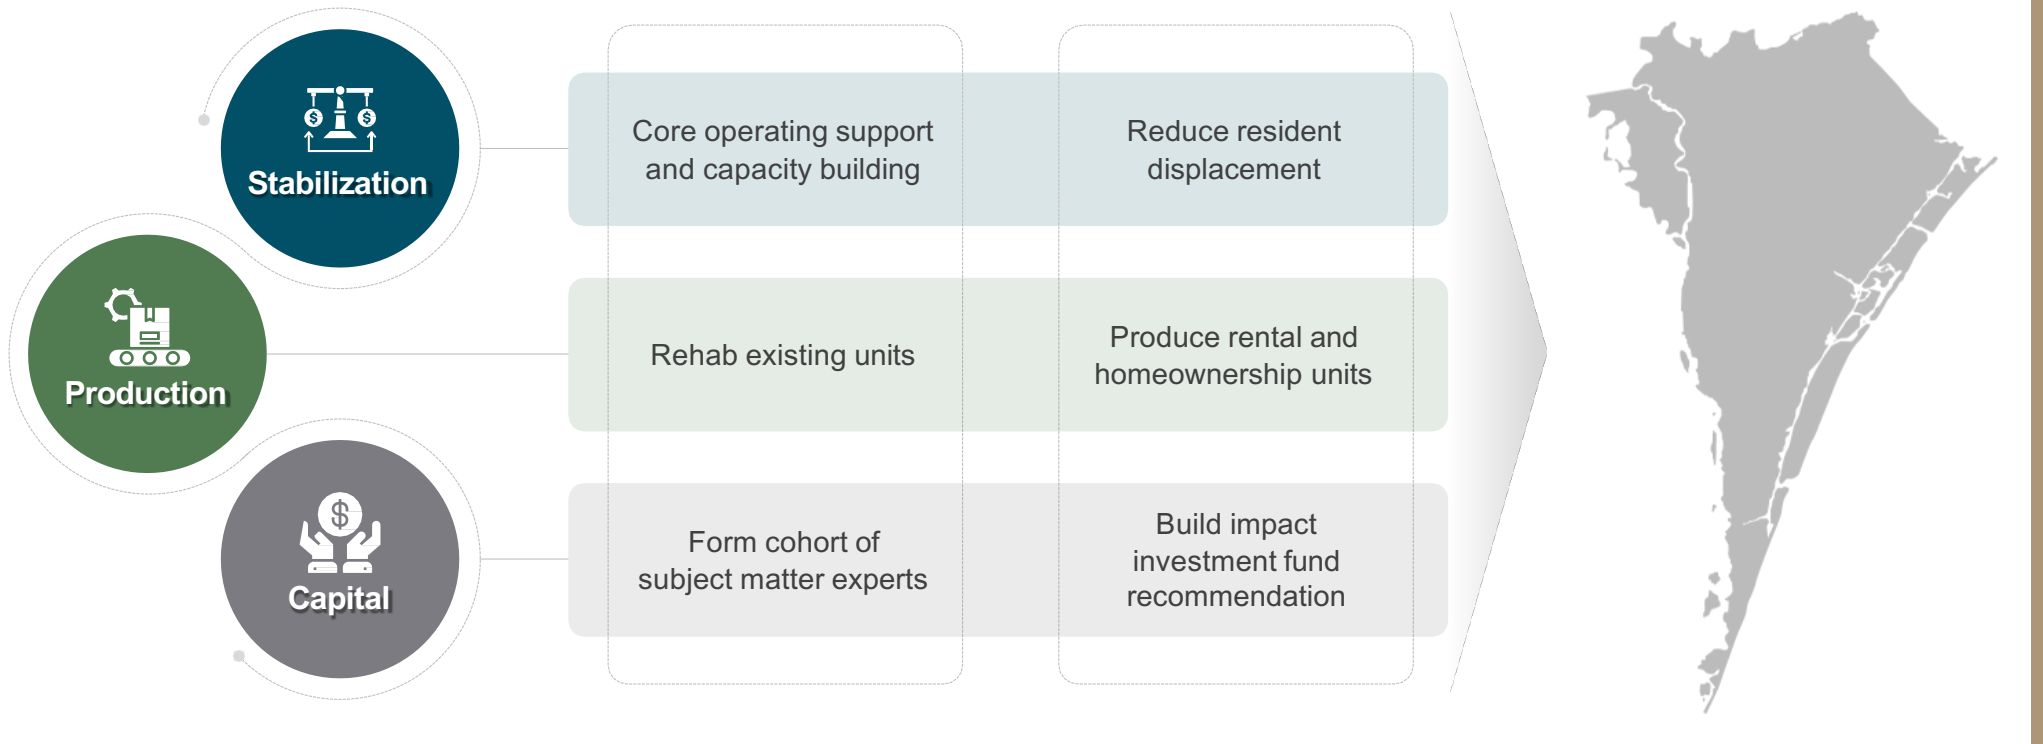 Stabilization
Core operating support
and capacity building
Reduce resident
displacement
Production
Rehab existing units
Produce rental and
homeownership units
Capital
Form cohort of
subject matter experts
Build impact
investment fund
recommendation